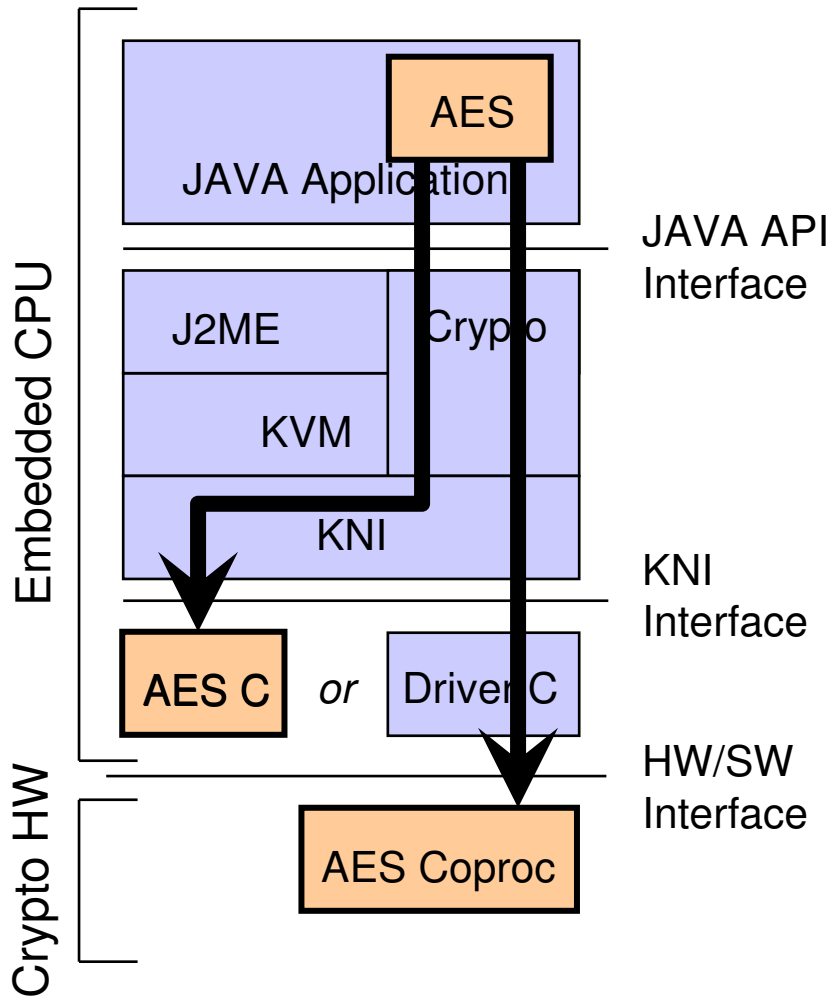 AES
JAVA Application
JAVA API
Interface
J2ME
Crypto
KVM
KNI
KNI
Interface
AES C
or
Driver C
HW/SW
Interface
AES Coproc
Embedded CPU
Crypto HW